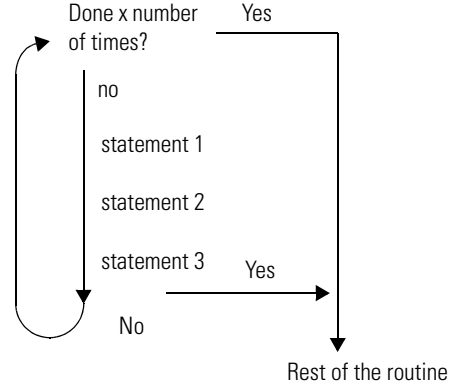 Done x number
of times?
Yes
no
statement 1
statement 2
statement 3
Yes
No
Rest of the routine